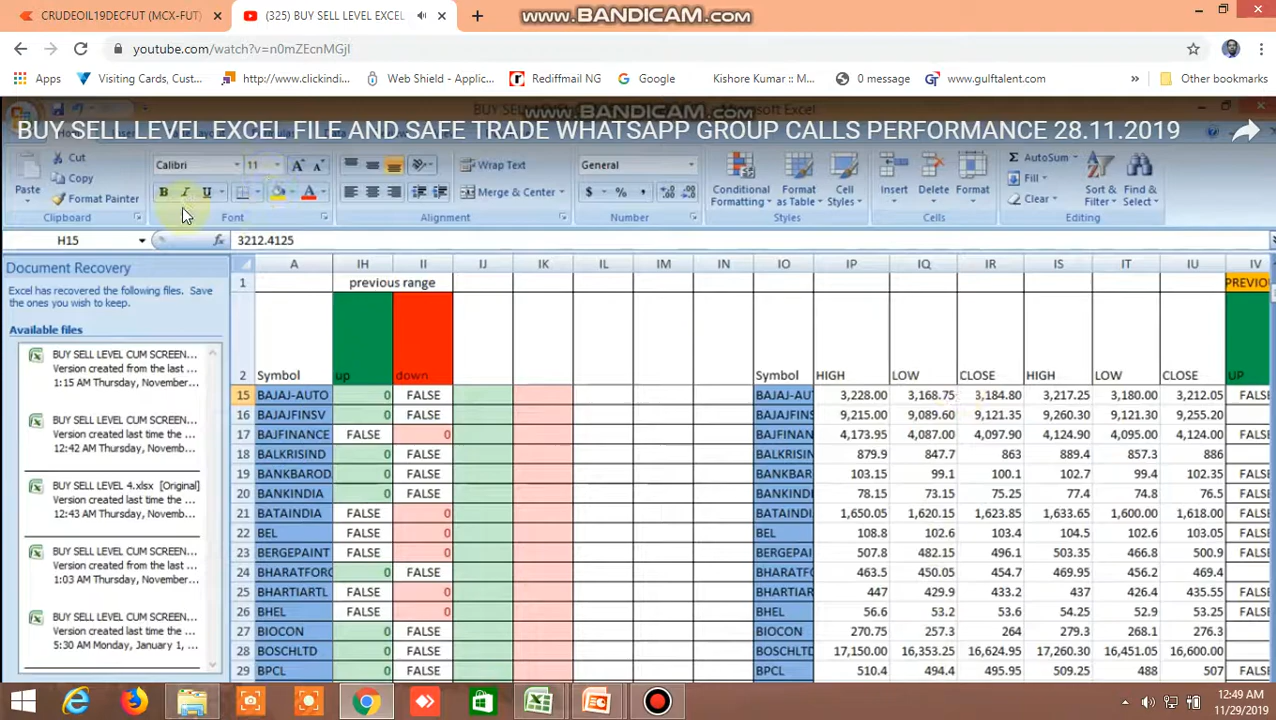 CRUDEOIL19DECFUT (MCX-FUT)
(325) BUY SELL LEVEL EXCEL
www.BANDICAM.com
youtube.com/watch?v=n0mZEcnMGjI
Apps Visiting Cards, Cust... http://www.clickindi... Web Shield - Applic... Rediffmail NG Google Kishore Kumar :: M... 0 message www.gulftalent.com » Other bookmarks
www.BANDICAM.com Microsoft Excel
BUY SELL LEVEL EXCEL FILE AND SAFE TRADE WHATSAPP GROUP CALLS PERFORMANCE 28.11.2019
Cut Calibri 11 Wrap Text General AutoSum
Paste Copy Conditional Formatting Format as Table Cell Styles Insert Delete Format Fill Sort & Filter Find & Select
Format Painter B I U Merge & Center $ % , Clear
Clipboard Font Alignment Number Styles Cells Editing
H15 fx 3212.4125
Document Recovery
Excel has recovered the following files. Save
the ones you wish to keep.
Available files
BUY SELL LEVEL CUM SCREEN...
Version created from the last ...
1:15 AM Thursday, November...
BUY SELL LEVEL CUM SCREEN...
Version created last time the ...
12:42 AM Thursday, Novemb...
BUY SELL LEVEL 4.xlsx [Original]
Version created last time the ...
12:43 AM Thursday, Novemb...
BUY SELL LEVEL CUM SCREEN...
Version created from the last ...
1:03 AM Thursday, November...
BUY SELL LEVEL CUM SCREEN...
Version created last time the ...
5:30 AM Monday, January 1, ...
A IH II IJ IK IL IM IN IO IP IQ IR IS IT IU IV
1 previous range PREVIOU
2 Symbol up down Symbol HIGH LOW CLOSE HIGH LOW CLOSE UP
15 BAJAJ-AUTO 0 FALSE BAJAJ-AU 3,228.00 3,168.75 3,184.80 3,217.25 3,180.00 3,212.05 FALS
16 BAJAJFINSV 0 FALSE BAJAJFINS 9,215.00 9,089.60 9,121.35 9,260.30 9,121.30 9,255.20
17 BAJFINANCE FALSE 0 BAJFINAN 4,173.95 4,087.00 4,097.90 4,124.90 4,095.00 4,124.00 FALS
18 BALKRISIND 0 FALSE BALKRISIN 879.9 847.7 863 889.4 857.3 886
19 BANKBAROD 0 FALSE BANKBAR 103.15 99.1 100.1 102.7 99.4 102.35 FALS
20 BANKINDIA 0 FALSE BANKINDI 78.15 73.15 75.25 77.4 74.8 76.5 FALS
21 BATAINDIA FALSE 0 BATAINDI 1,650.05 1,620.15 1,623.85 1,633.65 1,600.00 1,618.00 FALS
22 BEL FALSE 0 BEL 108.8 102.6 103.4 104.5 102.6 103.05 FALS
23 BERGEPAINT FALSE 0 BERGEPAI 507.8 482.15 496.1 503.35 466.8 500.9 FALS
24 BHARATFORG 0 FALSE BHARATFO 463.5 450.05 454.7 469.95 456.2 469.4
25 BHARTIARTL FALSE 0 BHARTIAR 447 429.9 433.2 437 426.4 435.55 FALS
26 BHEL FALSE 0 BHEL 56.6 53.2 53.6 54.25 52.9 53.25 FALS
27 BIOCON 0 FALSE BIOCON 270.75 257.3 264 279.3 268.1 276.3
28 BOSCHLTD 0 FALSE BOSCHLTD 17,150.00 16,353.25 16,624.95 17,260.30 16,451.05 16,600.00
29 BPCL 0 FALSE BPCL 510.4 494.4 495.95 509.25 488 507 FALS
12:49 AM
11/29/2019